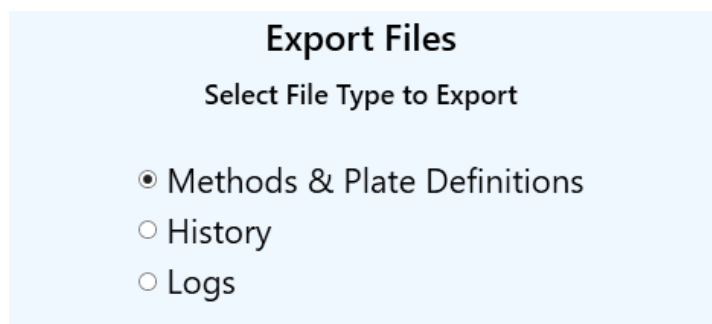 Export Files
Select File Type to Export
Methods & Plate Definitions
History
Logs